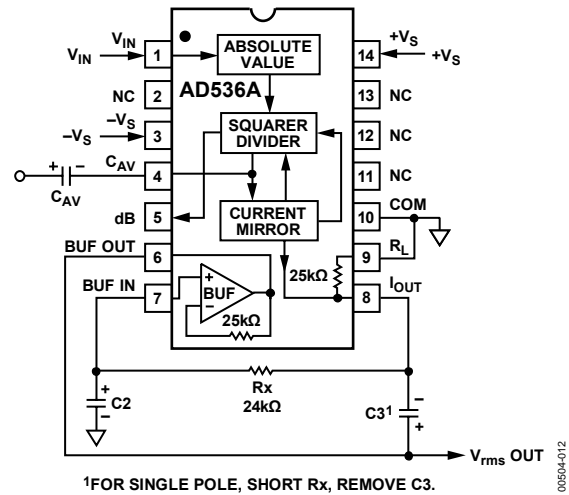 V_IN
V_IN
1
ABSOLUTE
VALUE
14
+V_S
+V_S
NC
2
AD536A
13
NC
–V_S
–V_S
3
SQUARER
DIVIDER
12
NC
+ –
C_AV
C_AV
4
11
NC
dB
5
CURRENT
MIRROR
10
COM
BUF OUT
6
25kΩ
9
R_L
BUF IN
7
+
BUF
–
25kΩ
8
I_OUT
Rx
24kΩ
+
C2
–
–
C3¹
+
V_rms OUT
¹FOR SINGLE POLE, SHORT Rx, REMOVE C3.
00504-012